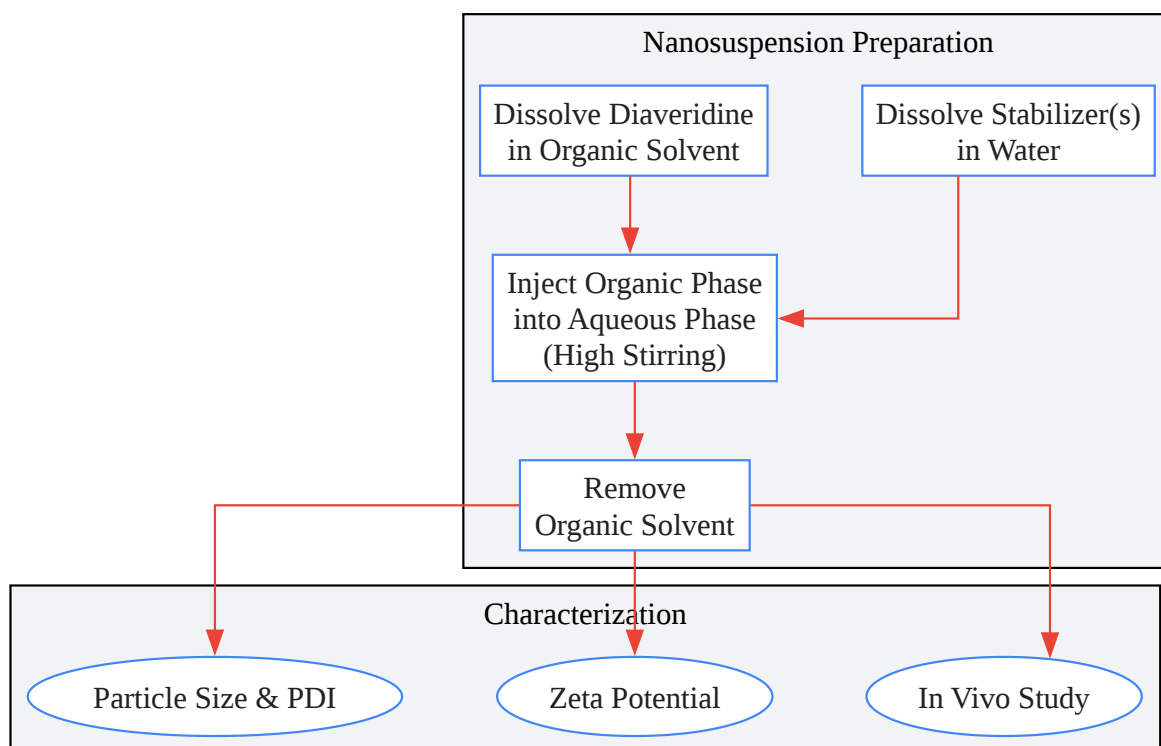 Nanosuspension Preparation
Dissolve Diaveridine
in Organic Solvent
Dissolve Stabilizer(s)
in Water
Inject Organic Phase
into Aqueous Phase
(High Stirring)
Remove
Organic Solvent
Characterization
Particle Size & PDI
Zeta Potential
In Vivo Study